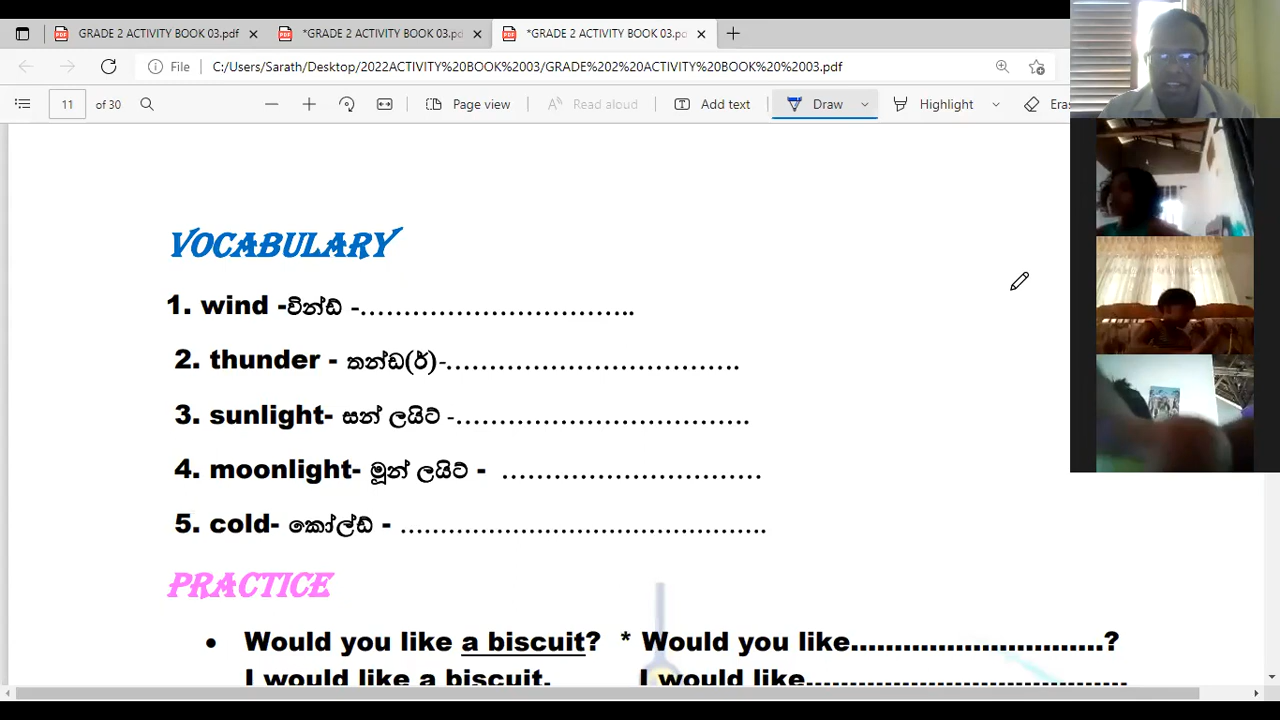 GRADE 2 ACTIVITY BOOK 03.pdf
*GRADE 2 ACTIVITY BOOK 03.pd
*GRADE 2 ACTIVITY BOOK 03.pd
File C:/Users/Sarath/Desktop/2022ACTIVITY%20BOOK%2003/GRADE%202%20ACTIVITY%20BOOK%20%2003.pdf
11 of 30 Page view Read aloud Add text Draw Highlight Eras
VOCABULARY
1. wind -වින්ඩ් -……………………………..
2. thunder - තන්ඩ(ර්)-…………………………….
3. sunlight- සන් ලයිට් -…………………………….
4. moonlight- මූන් ලයිට් - …………………………
5. cold- කෝල්ඩ් - …………………………………….
PRACTICE
• Would you like a biscuit? * Would you like............................?
I would like a biscuit. I would like....................................